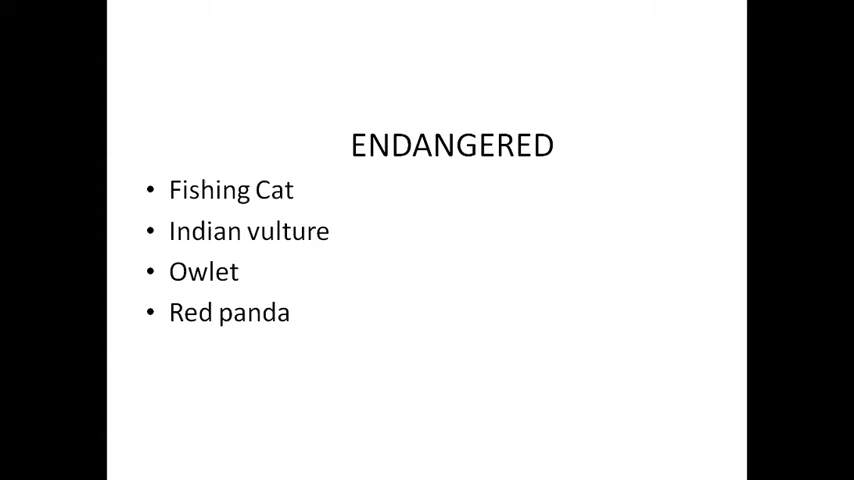 ENDANGERED
• Fishing Cat
• Indian vulture
• Owlet
• Red panda